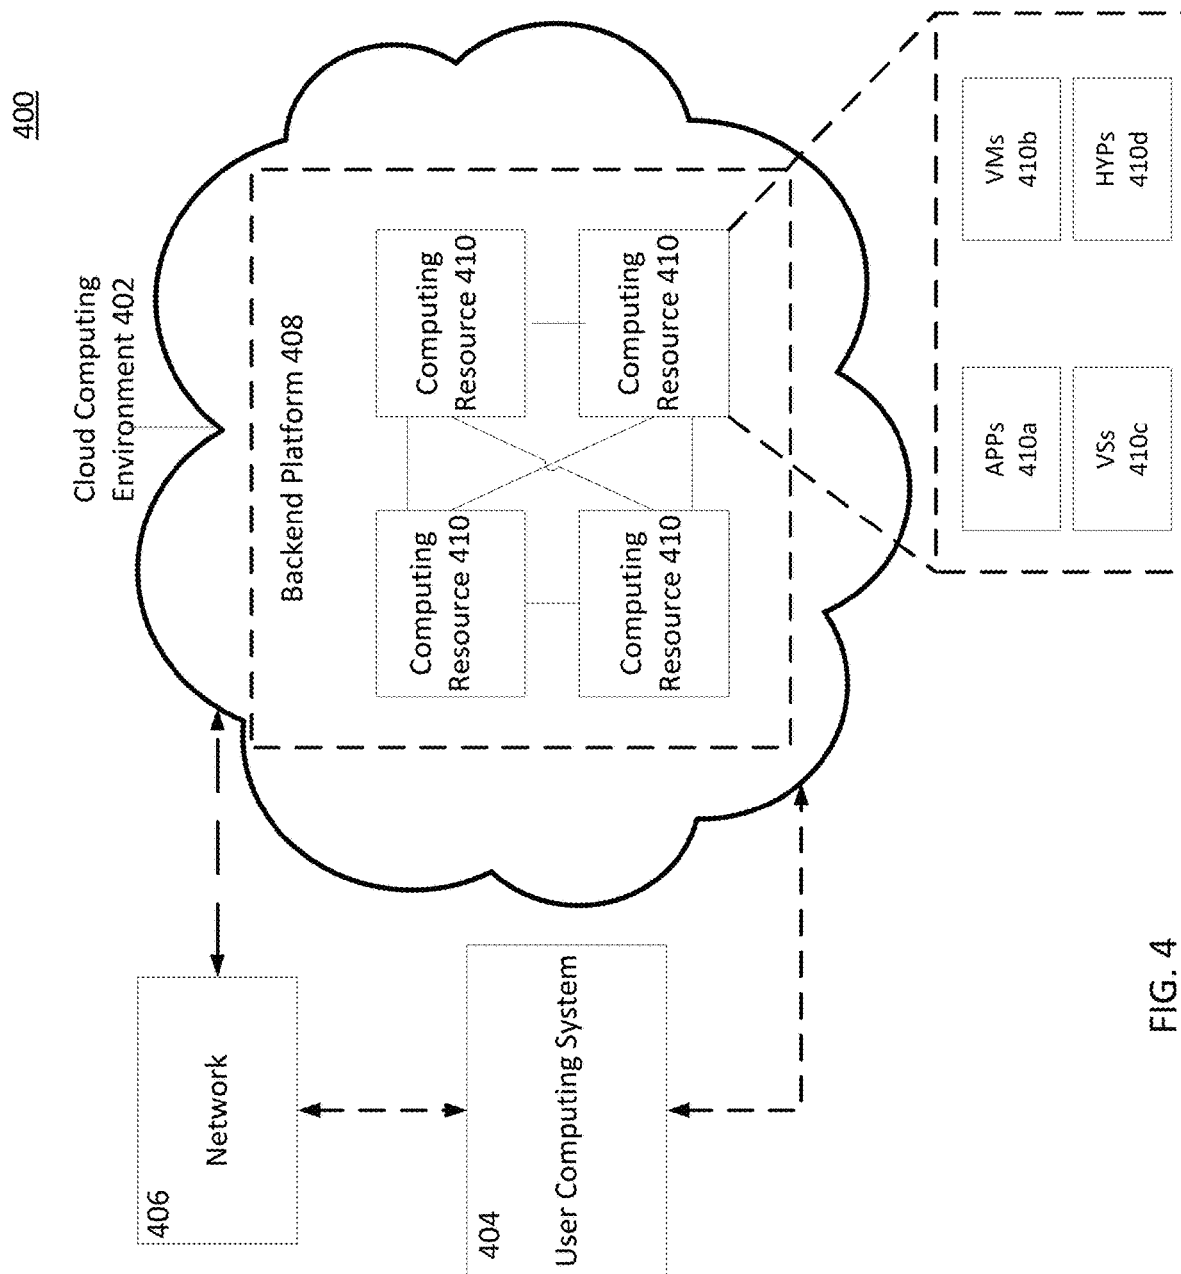 400
Cloud Computing
Environment 402
406
Network
404
User Computing System
Backend Platform 408
Computing
Resource 410
Computing
Resource 410
Computing
Resource 410
Computing
Resource 410
APPs
410a
VMs
410b
VSs
410c
HYPs
410d
FIG. 4